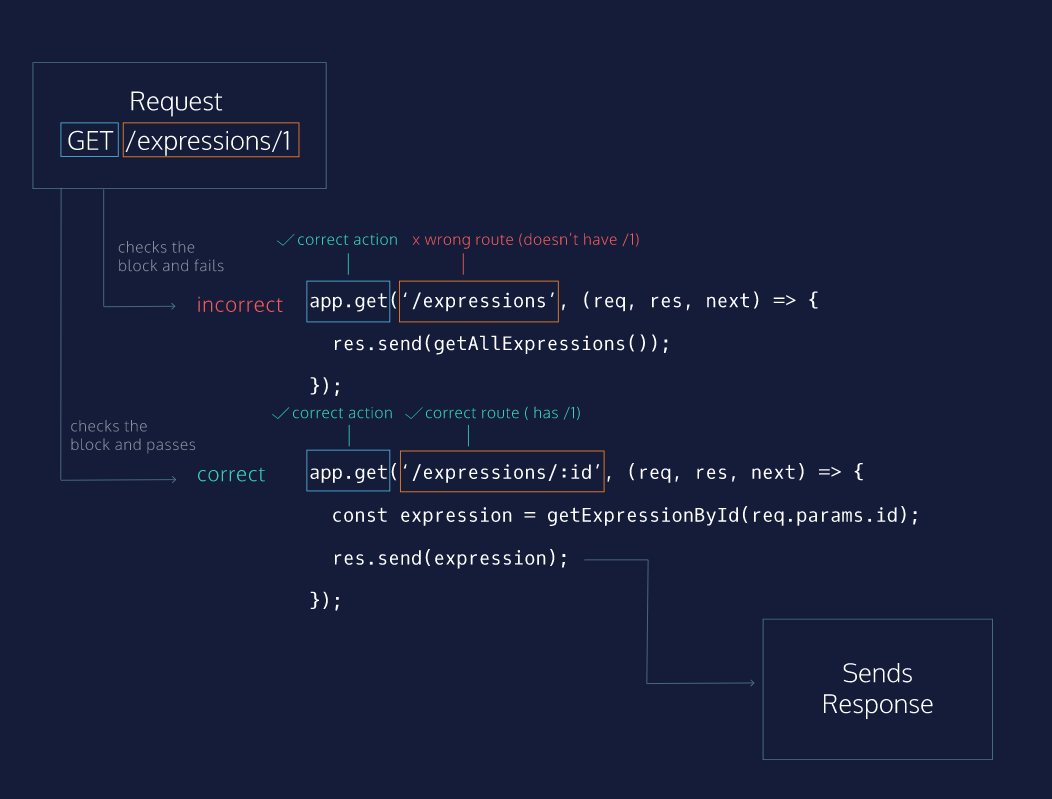 Request
GET /expressions/1
checks the
block and fails
correct action x wrong route (doesn't have /1)
incorrect app.get(‘/expressions’, (req, res, next) => {
res.send(getAllExpressions());
});
correct action correct route ( has /1)
checks the
block and passes
correct app.get(‘/expressions/:id’, (req, res, next) => {
const expression = getExpressionById(req.params.id);
res.send(expression);
});
Sends
Response